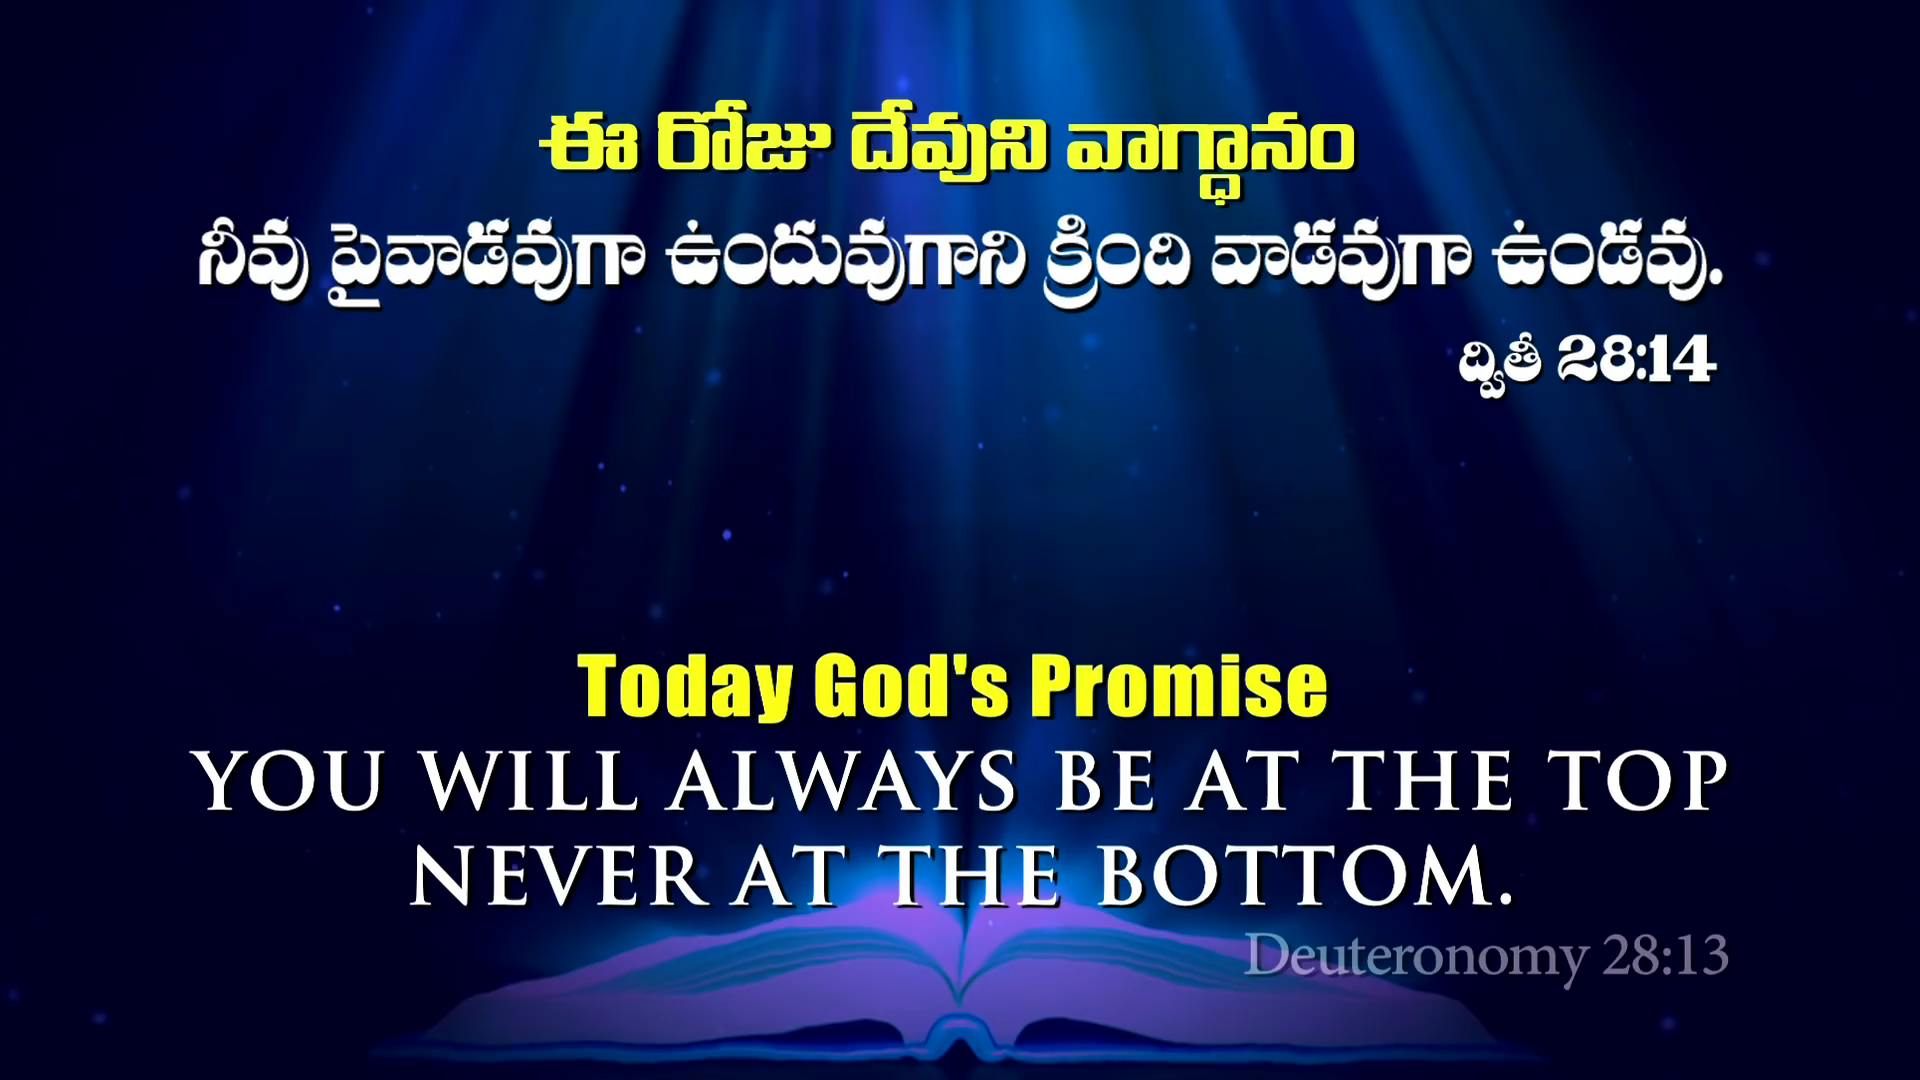 ఈ రోజు దేవుని వాగ్ధానం
నీవు పైవాడవుగా ఉందువుగాని క్రింది వాడవుగా ఉండవు.
ద్వితీ 28:14
Today God's Promise
YOU WILL ALWAYS BE AT THE TOP
NEVER AT THE BOTTOM.
Deuteronomy 28:13